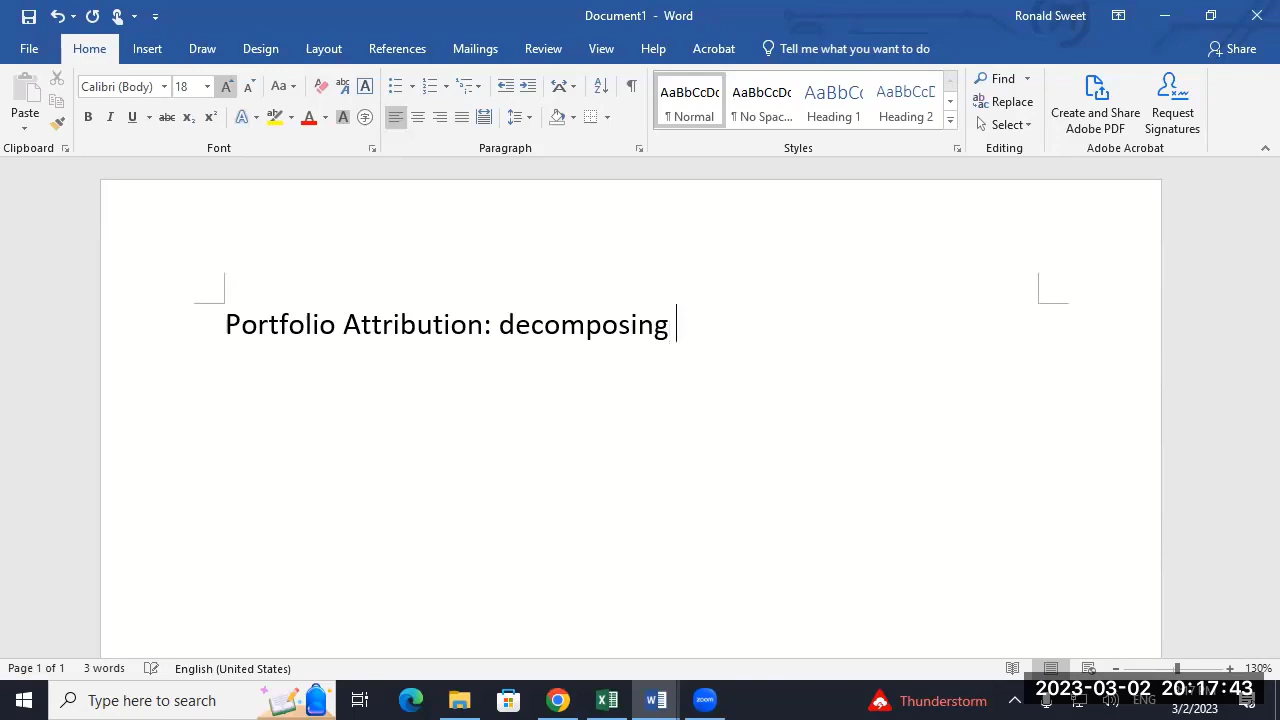 Document1 - Word
Ronald Sweet
File Home Insert Draw Design Layout References Mailings Review View Help Acrobat Tell me what you want to do Share
Calibri (Body) 18
Paste
Clipboard
Font
Paragraph
AaBbCcDc AaBbCcDc AaBbCc AaBbCcD
¶ Normal ¶ No Spac... Heading 1 Heading 2
Styles
Find
Replace
Select
Editing
Create and Share Adobe PDF
Request Signatures
Adobe Acrobat
Portfolio Attribution: decomposing
Page 1 of 1 3 words English (United States) 130%
Type here to search
Thunderstorm
ENG
2023-03-02 20:17:43
3/2/2023